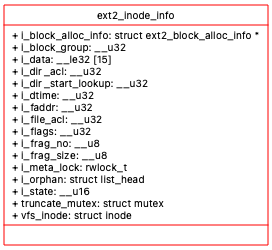 ext2_inode_info
+ i_block_alloc_info: struct ext2_block_alloc_info *
+ i_block_group: __u32
+ i_data: __le32 [15]
+ i_dir_acl: __u32
+ i_dir_start_lookup: __u32
+ i_dtime: __u32
+ i_faddr: __u32
+ i_file_acl: __u32
+ i_flags: __u32
+ i_frag_no: __u8
+ i_frag_size: __u8
+ i_meta_lock: rwlock_t
+ i_orphan: struct list_head
+ i_state: __u16
+ truncate_mutex: struct mutex
+ vfs_inode: struct inode